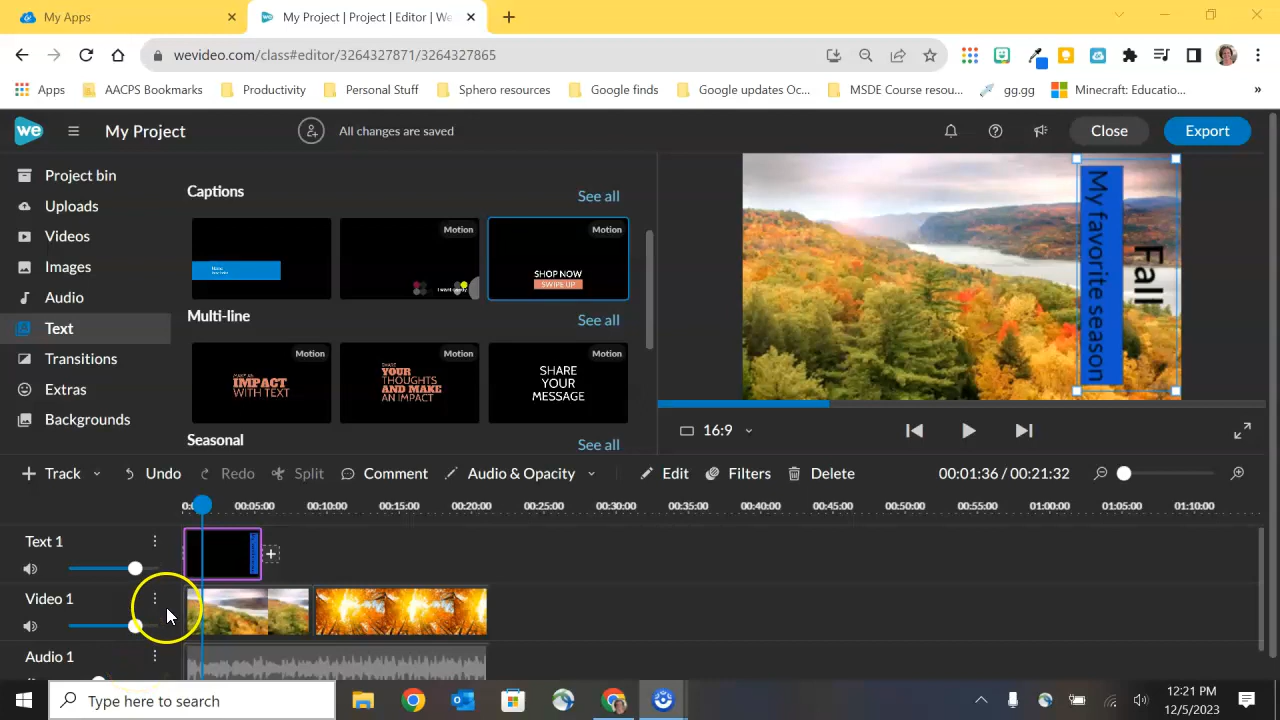 My Apps
My Project | Project | Editor | We
wevideo.com/class#editor/3264327871/3264327865
Apps AACPS Bookmarks Productivity Personal Stuff Sphero resources Google finds Google updates Oc... MSDE Course resou... gg.gg Minecraft: Educatio... »
we My Project All changes are saved Close Export
Project bin
Uploads
Videos
Images
Audio
Text
Transitions
Extras
Backgrounds
Captions See all
Motion
Motion
SHOP NOW
SWIPE UP
Multi-line See all
Motion
IMPACT
WITH TEXT
Motion
SHARE
YOUR
THOUGHTS
AND MAKE
AN IMPACT
Motion
SHARE
YOUR
MESSAGE
Seasonal See all
Fall
My favorite season
16:9
Track Undo Redo Split Comment Audio & Opacity Edit Filters Delete 00:01:36 / 00:21:32
00:05:00 00:10:00 00:15:00 00:20:00 00:25:00 00:30:00 00:35:00 00:40:00 00:45:00 00:50:00 00:55:00 01:00:00 01:05:00 01:10:00
Text 1
Video 1
Audio 1
Type here to search
12:21 PM
12/5/2023